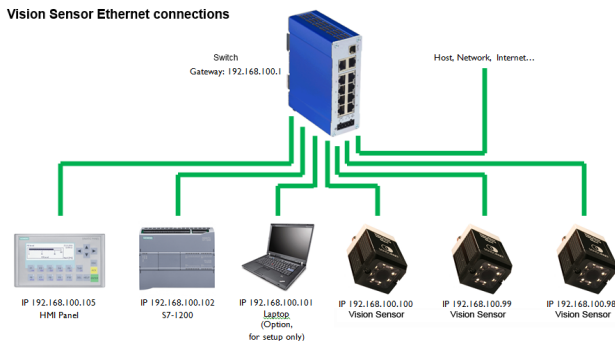 Vision Sensor Ethernet connections
Switch
Gateway: 192.168.100.1
Host, Network, Internet...
IP 192.168.100.105
HMI Panel
IP 192.168.100.102
S7-1200
IP 192.168.100.101
Laptop
(Option,
for setup only)
IP 192.168.100.100
Vision Sensor
IP 192.168.100.99
Vision Sensor
IP 192.168.100.98
Vision Sensor